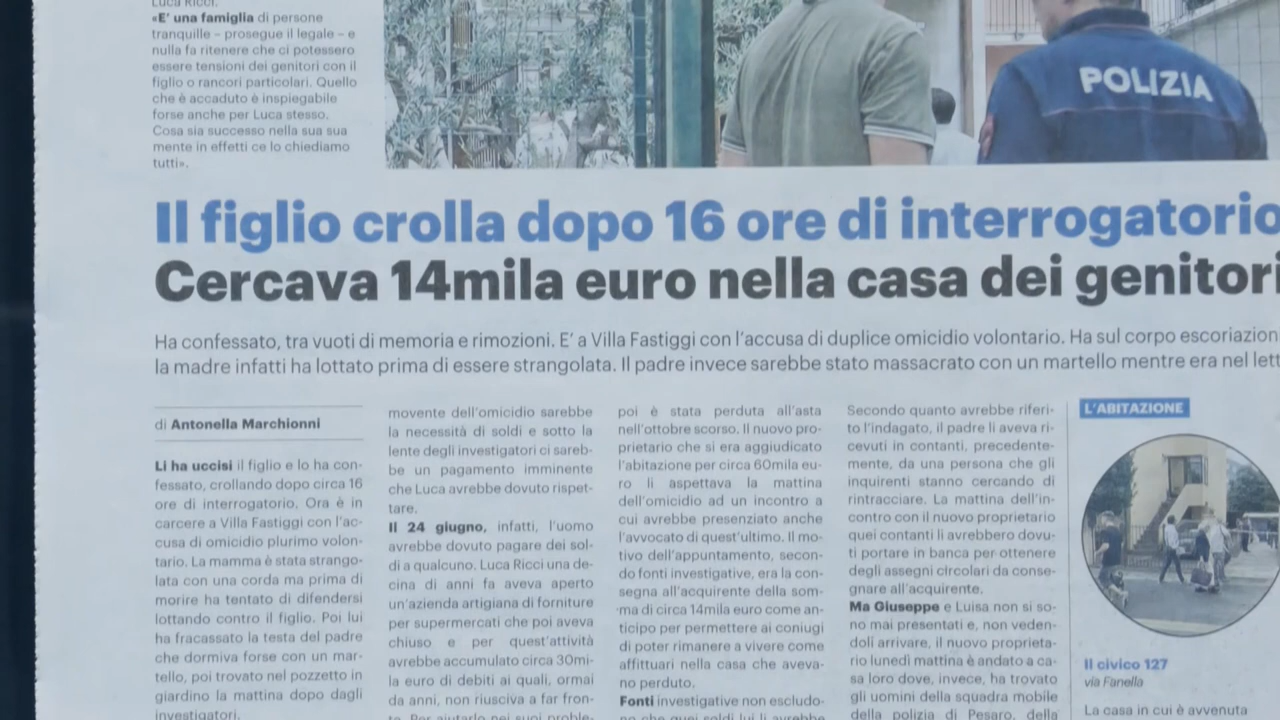 Luca Ricci.
«E' una famiglia di persone
tranquille – prosegue il legale – e
nulla fa ritenere che ci potessero
essere tensioni dei genitori con il
figlio o rancori particolari. Quello
che è accaduto è inspiegabile
forse anche per Luca stesso.
Cosa sia successo nella sua sua
mente in effetti ce lo chiediamo
tutti».
POLIZIA
Il figlio crolla dopo 16 ore di interrogatorio
Cercava 14mila euro nella casa dei genitori
Ha confessato, tra vuoti di memoria e rimozioni. E' a Villa Fastiggi con l'accusa di duplice omicidio volontario. Ha sul corpo escoriazion
la madre infatti ha lottato prima di essere strangolata. Il padre invece sarebbe stato massacrato con un martello mentre era nel lett
di Antonella Marchionni
Li ha uccisi il figlio e lo ha con-
fessato, crollando dopo circa 16
ore di interrogatorio. Ora è in
carcere a Villa Fastiggi con l'ac-
cusa di omicidio plurimo volon-
tario. La mamma è stata strango-
lata con una corda ma prima di
morire ha tentato di difendersi
lottando contro il figlio. Poi lui
ha fracassato la testa del padre
che dormiva forse con un mar-
tello, poi trovato nel pozzetto in
giardino la mattina dopo dagli
investigatori.
movente dell'omicidio sarebbe
la necessità di soldi e sotto la
lente degli investigatori ci sareb-
be un pagamento imminente
che Luca avrebbe dovuto rispet-
tare.
Il 24 giugno, infatti, l'uomo
avrebbe dovuto pagare dei sol-
di a qualcuno. Luca Ricci una de-
cina di anni fa aveva aperto
un'azienda artigiana di forniture
per supermercati che poi aveva
chiuso e per quest'attività
avrebbe accumulato circa 30mi-
la euro di debiti ai quali, ormai
da anni, non riusciva a far fron-
te. Per aiutarlo nei suoi proble-
poi è stata perduta all'asta
nell'ottobre scorso. Il nuovo pro-
prietario che si era aggiudicato
l'abitazione per circa 60mila eu-
ro li aspettava la mattina
dell'omicidio ad un incontro a
cui avrebbe presenziato anche
l'avvocato di quest'ultimo. Il mo-
tivo dell'appuntamento, secon-
do fonti investigative, era la con-
segna all'acquirente della som-
ma di circa 14mila euro come an-
ticipo per permettere ai coniugi
di poter rimanere a vivere come
affittuari nella casa che aveva-
no perduto.
Fonti investigative non escludo-
no che quei soldi lui li avrebbe
Secondo quanto avrebbe riferi-
to l'indagato, il padre li aveva ri-
cevuti in contanti, precedente-
mente, da una persona che gli
inquirenti stanno cercando di
rintracciare. La mattina dell'in-
contro con il nuovo proprietario
quei contanti li avrebbero dovu-
ti portare in banca per ottenere
degli assegni circolari da conse-
gnare all'acquirente.
Ma Giuseppe e Luisa non si so-
no mai presentati e, non veden-
doli arrivare, il nuovo proprieta-
rio lunedì mattina è andato a ca-
sa loro dove, invece, ha trovato
gli uomini della squadra mobile
della polizia di Pesaro, della
L'ABITAZIONE
Il civico 127
via Fanella
La casa in cui è avvenuta